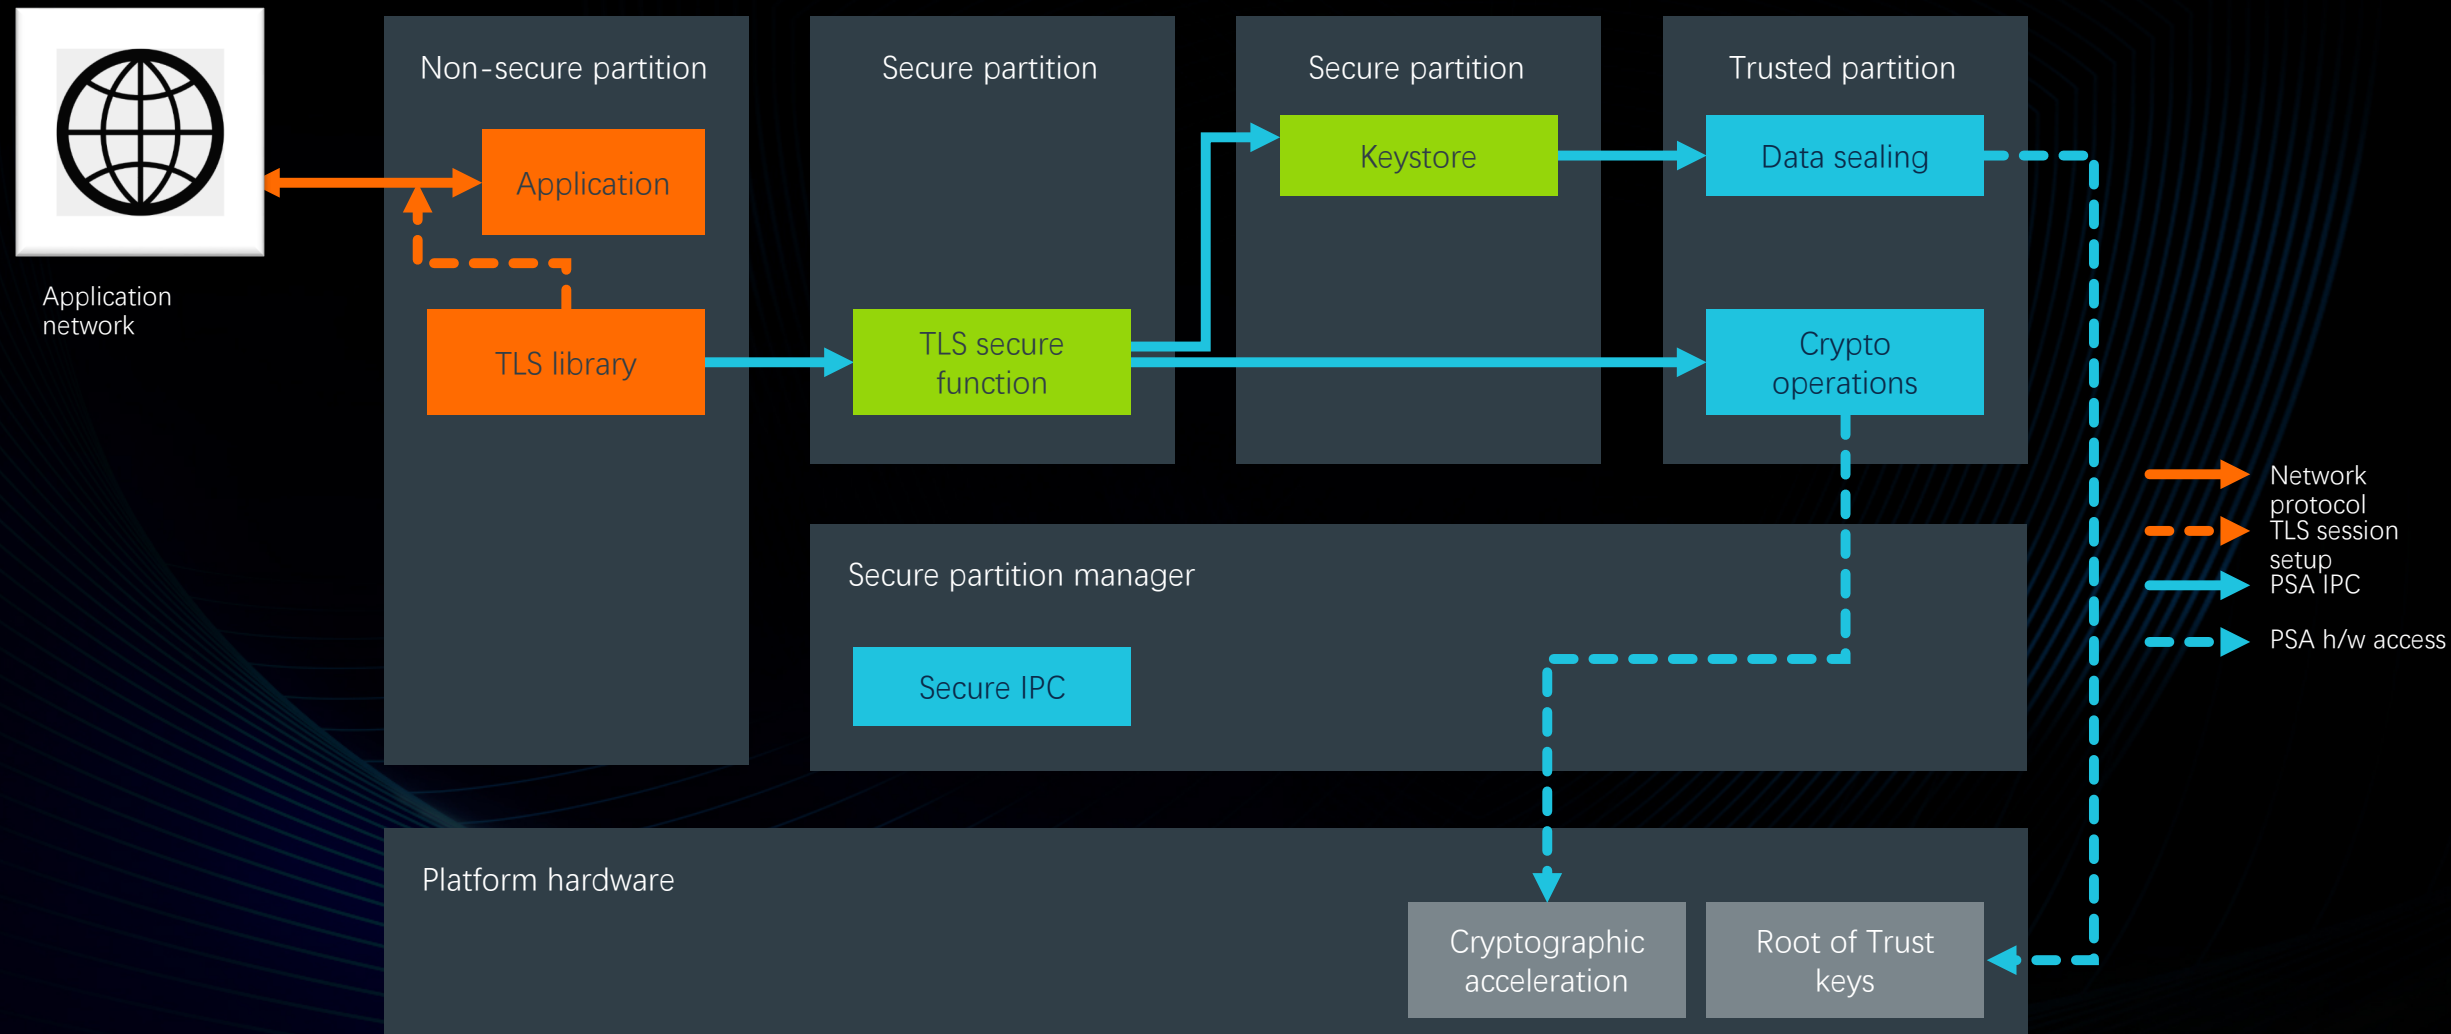 Non-secure partition
Secure partition
Secure partition
Trusted partition
Application
Keystore
Data sealing
Application
network
TLS library
TLS secure
function
Crypto
operations
Network
protocol
TLS session
setup
PSA IPC
PSA h/w access
Secure partition manager
Secure IPC
Platform hardware
Cryptographic
acceleration
Root of Trust
keys